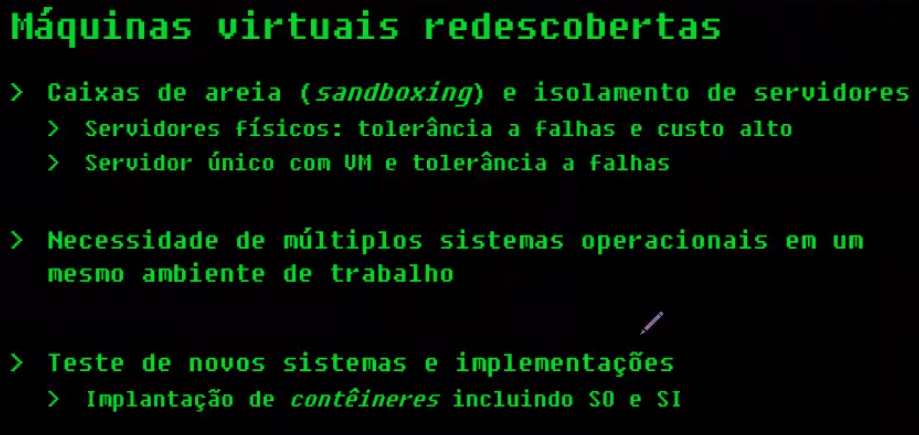 Máquinas virtuais redescobertas
> Caixas de areia (sandboxing) e isolamento de servidores
> Servidores físicos: tolerância a falhas e custo alto
> Servidor único com VM e tolerância a falhas
> Necessidade de múltiplos sistemas operacionais em um
mesmo ambiente de trabalho
> Teste de novos sistemas e implementações
> Implantação de contêineres incluindo SO e SI